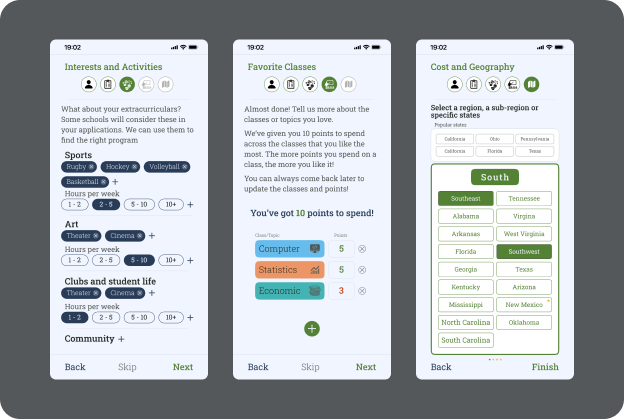 19:02
Interests and Activities
What about your extracurriculars?
Some schools will consider these in
your applications. We can use them to
find the right program
Sports
Rugby Hockey Volleyball
Basketball +
Hours per week
1 - 2 2 - 5 5 - 10 10+ +
Art
Theater Cinema +
Hours per week
1 - 2 2 - 5 5 - 10 10+ +
Clubs and student life
Theater Cinema +
Hours per week
1 - 2 2 - 5 5 - 10 10+ +
Community +
Back Skip Next
19:02
Favorite Classes
Almost done! Tell us more about the
classes or topics you like.
We've given you 10 points to spend
across the classes that you like the
most. The more points you spend on a
class, the more you like it!
You can always come back later to
update the classes and points!
You've got 10 points to spend!
Class/Topic Points
Computer 5
Statistics 5
Economic 3
+
Back Skip Next
19:02
Cost and Geography
Select a region, a sub-region or
specific states
Popular states
California Ohio Pennsylvania
California Florida Texas
South
Southeast Tennessee
Alabama Virgina
Arkansas West Virginia
Florida Southwest
Georgia Texas
Kentucky Arizona
Mississippi New Mexico
North Carolina Oklahoma
South Carolina
Back Finish